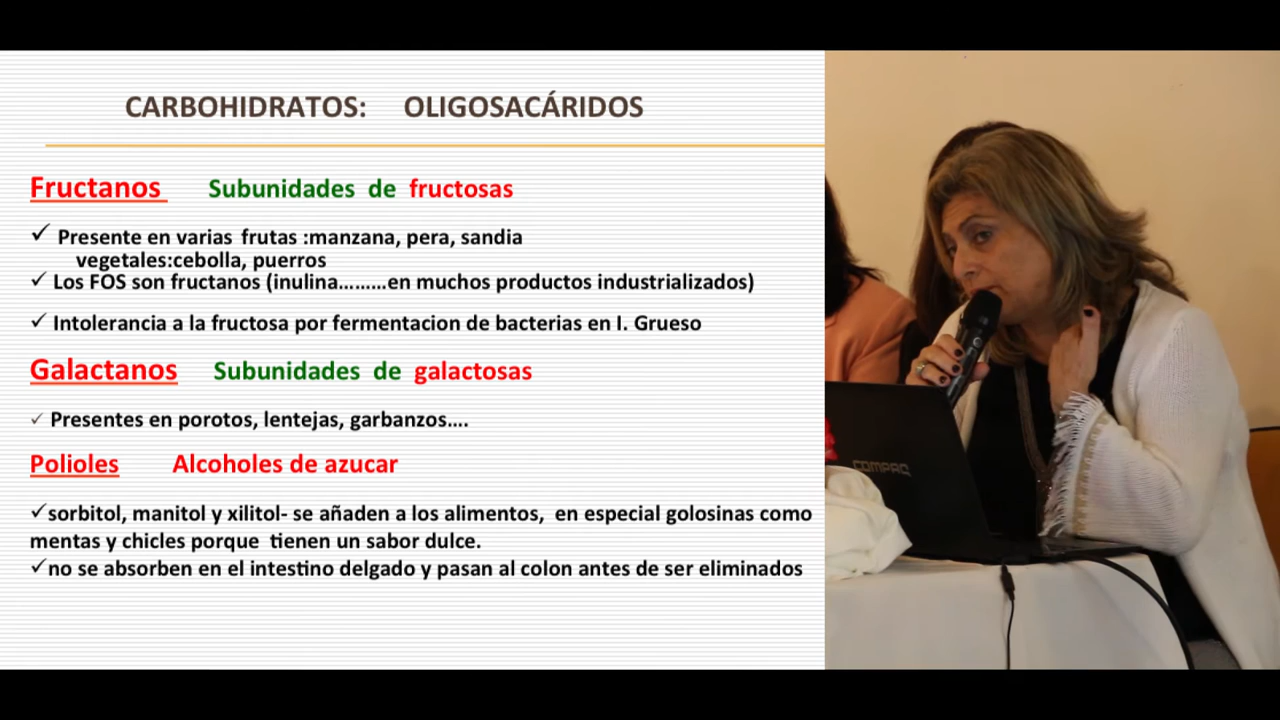 CARBOHIDRATOS: OLIGOSACÁRIDOS
Fructanos Subunidades de fructosas
✓ Presente en varias frutas :manzana, pera, sandia
vegetales:cebolla, puerros
✓ Los FOS son fructanos (inulina.........en muchos productos industrializados)
✓ Intolerancia a la fructosa por fermentacion de bacterias en I. Grueso
Galactanos Subunidades de galactosas
✓ Presentes en porotos, lentejas, garbanzos....
Polioles Alcoholes de azucar
✓sorbitol, manitol y xilitol- se añaden a los alimentos, en especial golosinas como
mentas y chicles porque tienen un sabor dulce.
✓no se absorben en el intestino delgado y pasan al colon antes de ser eliminados
COMPAQ